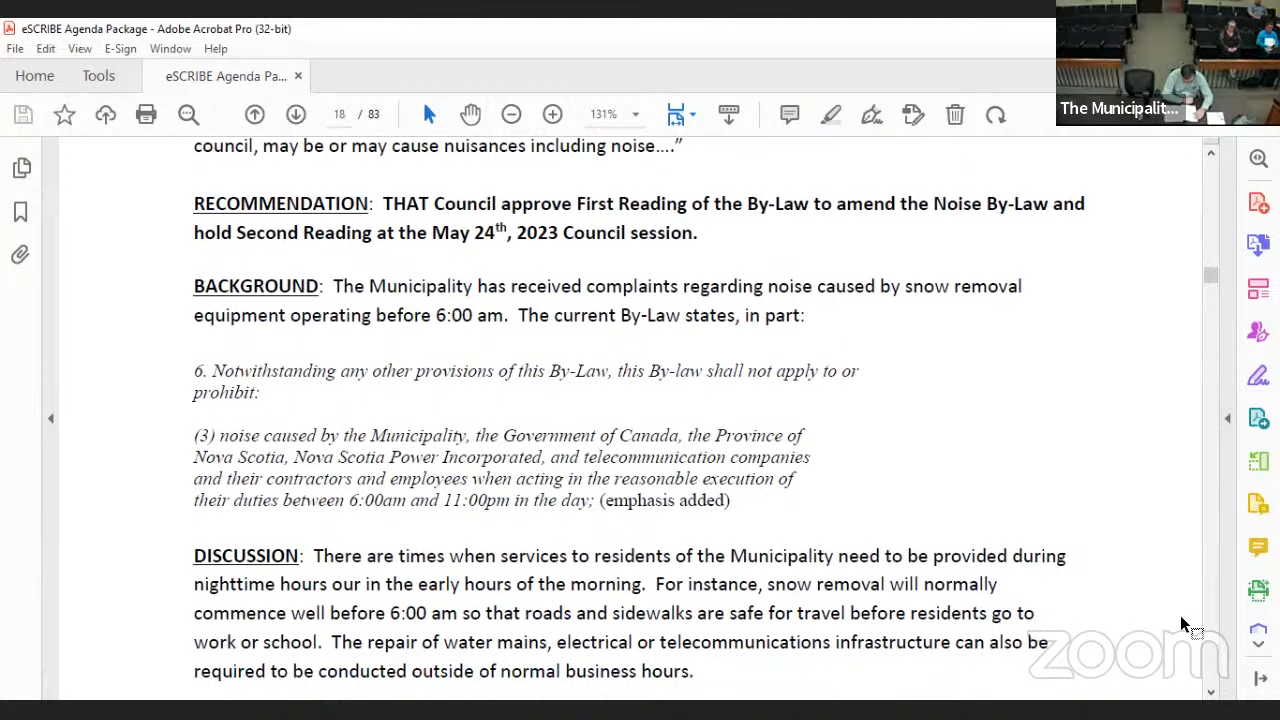 eSCRIBE Agenda Package - Adobe Acrobat Pro (32-bit)
File Edit View E-Sign Window Help
Home Tools eSCRIBE Agenda Pa... ×
18 / 83 131%
The Municipalit...
council, may be or may cause nuisances including noise....”
RECOMMENDATION: THAT Council approve First Reading of the By-Law to amend the Noise By-Law and
hold Second Reading at the May 24th, 2023 Council session.
BACKGROUND: The Municipality has received complaints regarding noise caused by snow removal
equipment operating before 6:00 am. The current By-Law states, in part:
6. Notwithstanding any other provisions of this By-Law, this By-law shall not apply to or
prohibit:
(3) noise caused by the Municipality, the Government of Canada, the Province of
Nova Scotia, Nova Scotia Power Incorporated, and telecommunication companies
and their contractors and employees when acting in the reasonable execution of
their duties between 6:00am and 11:00pm in the day; (emphasis added)
DISCUSSION: There are times when services to residents of the Municipality need to be provided during
nighttime hours our in the early hours of the morning. For instance, snow removal will normally
commence well before 6:00 am so that roads and sidewalks are safe for travel before residents go to
work or school. The repair of water mains, electrical or telecommunications infrastructure can also be
required to be conducted outside of normal business hours.
zoom